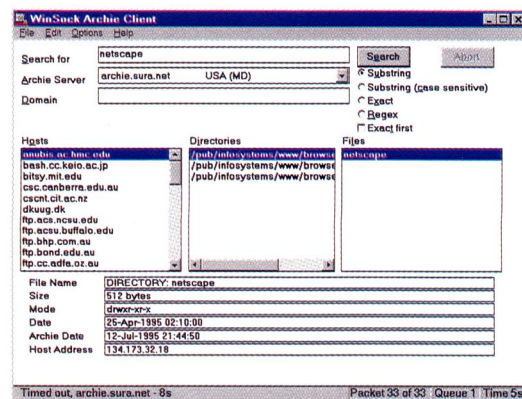 WinSock Archie Client
File Edit Options Help
Search for netscape Search Abort
Archie Server archie.sura.net USA (MD)
Domain
Substring
Substring (case sensitive)
Exact
Regex
Exact first
Hosts Directories Files
anubis.ac.hmc.edu /pub/infosystems/www/browse netscape
bash.cc.keio.ac.jp /pub/infosystems/www/browse
bitsy.mit.edu /pub/infosystems/www/browse
csc.canberra.edu.au
cscnt.cit.ac.nz
dkuug.dk
ftp.acs.ncsu.edu
ftp.acsu.buffalo.edu
ftp.bhp.com.au
ftp.bond.edu.au
ftp.cc.adfa.oz.au
File Name DIRECTORY: netscape
Size 512 bytes
Mode drwxr-xr-x
Date 25-Apr-1995 02:10:00
Archie Date 12-Jul-1995 21:44:50
Host Address 134.173.32.18
Timed out, archie.sura.net - 8s Packet 33 of 33 Queue 1 Time 5s